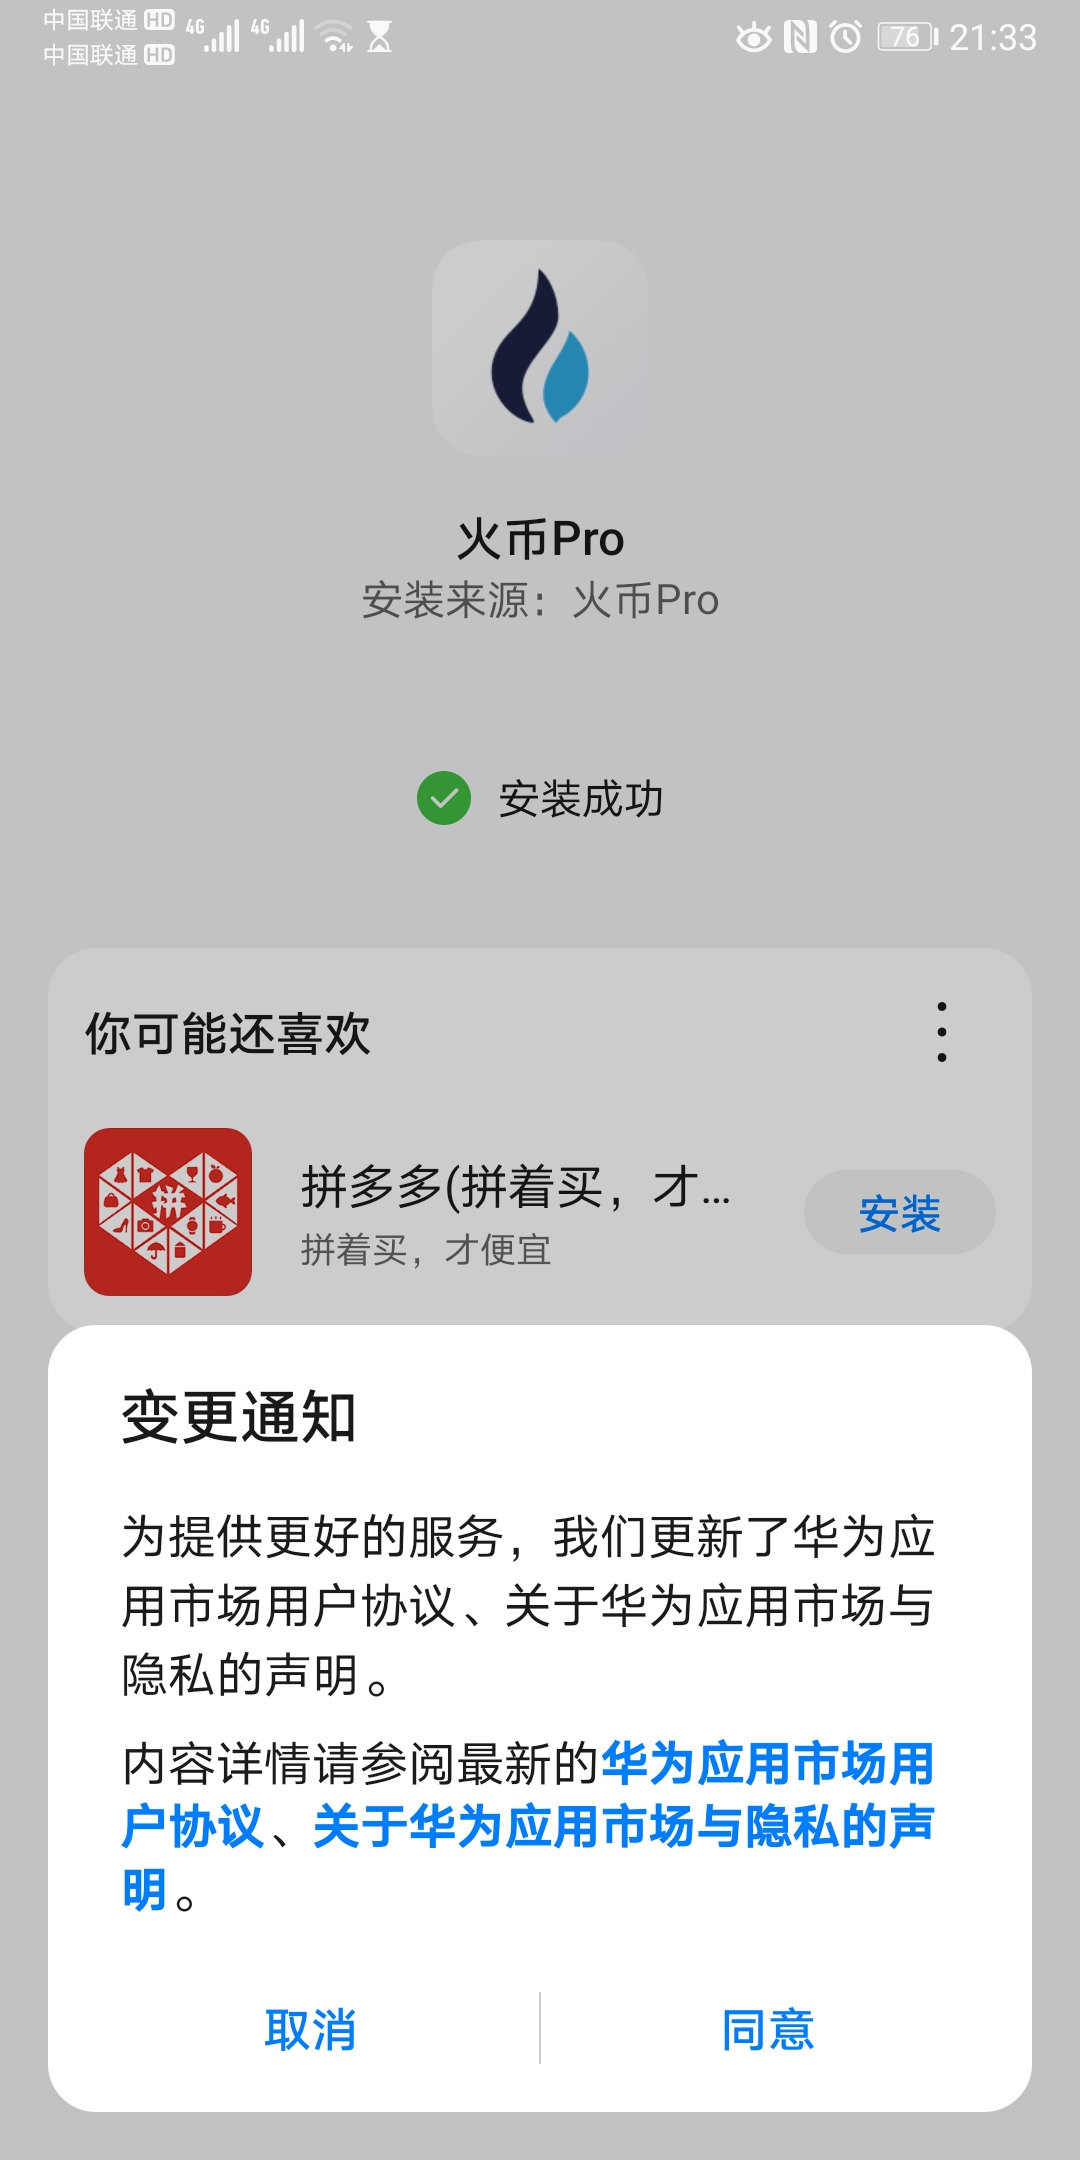 中国联通 HD 4G 4G 76 21:33
中国联通 HD
火币Pro
安装来源：火币Pro
安装成功
你可能还喜欢
拼
拼多多(拼着买，才...
拼着买，才便宜
安装
变更通知
为提供更好的服务，我们更新了华为应
用市场用户协议、关于华为应用市场与
隐私的声明。
内容详情请参阅最新的华为应用市场用
户协议、关于华为应用市场与隐私的声
明。
取消
同意